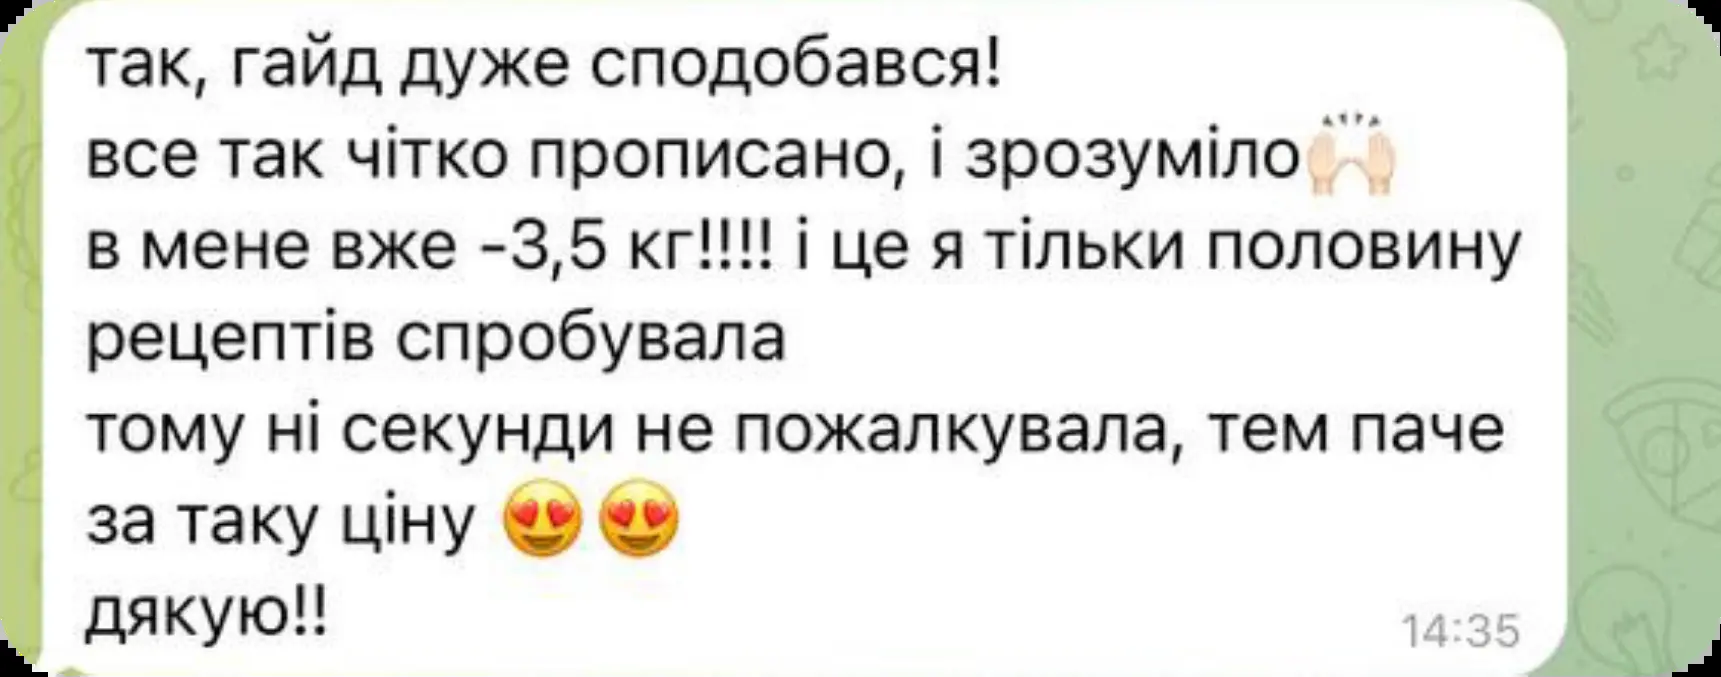 так, гайд дуже сподобався!
все так чітко прописано, і зрозуміло🙌🏻
в мене вже -3,5 кг!!!! і це я тільки половину
рецептів спробувала
тому ні секунди не пожалкувала, тем паче
за таку ціну 😍 😍
дякую!!
14:35